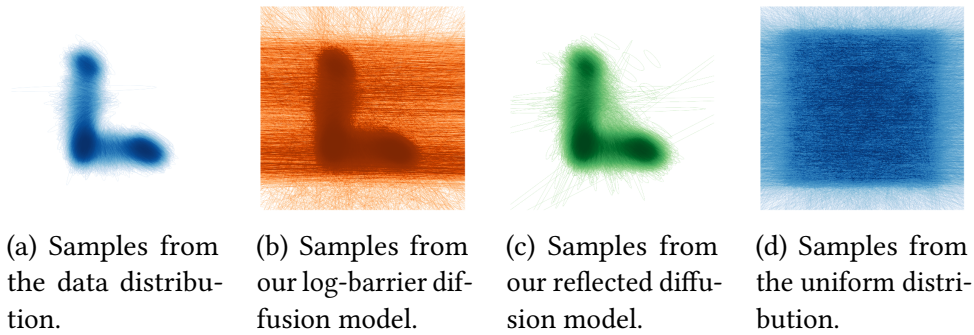 (a) Samples from
the data distribu-
tion.
(b) Samples from
our log-barrier dif-
fusion model.
(c) Samples from
our reflected diffu-
sion model.
(d) Samples from
the uniform distri-
bution.